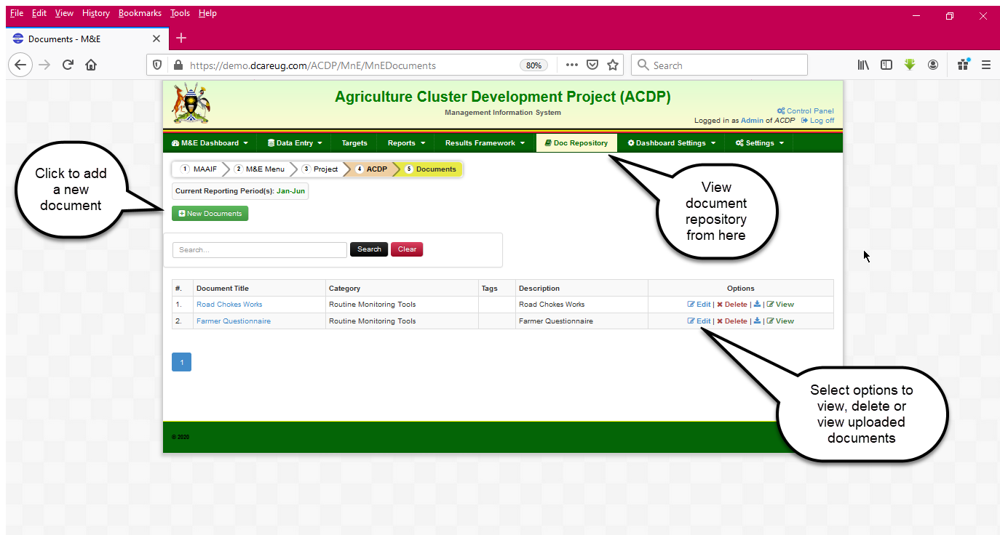 File Edit View History Bookmarks Tools Help
Documents - M&E
https://demo.dcareug.com/ACDP/MnE/MnEDocuments 80% Search
Agriculture Cluster Development Project (ACDP)
Management Information System
Control Panel
Logged in as Admin of ACDP Log off
M&E Dashboard Data Entry Targets Reports Results Framework Doc Repository Dashboard Settings Settings
1 MAAIF 2 M&E Menu 3 Project 4 ACDP 5 Documents
Current Reporting Period(s): Jan-Jun
New Documents
Search... Search Clear
#. Document Title Category Tags Description Options
1. Road Chokes Works Routine Monitoring Tools Road Chokes Works Edit | Delete | | View
2. Farmer Questionnaire Routine Monitoring Tools Farmer Questionnaire Edit | Delete | | View
1
© 2020
Click to add
a new
document
View
document
repository
from here
Select options to
view, delete or
view uploaded
documents